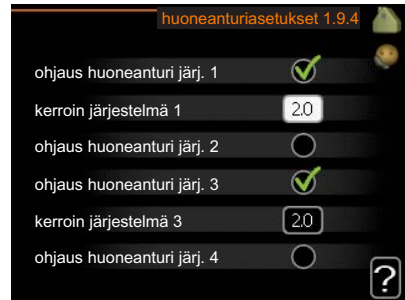 huoneanturiasetukset 1.9.4
ohjaus huoneanturi järj. 1
kerroin järjestelmä 1 2.0
ohjaus huoneanturi järj. 2
ohjaus huoneanturi järj. 3
kerroin järjestelmä 3 2.0
ohjaus huoneanturi järj. 4
?